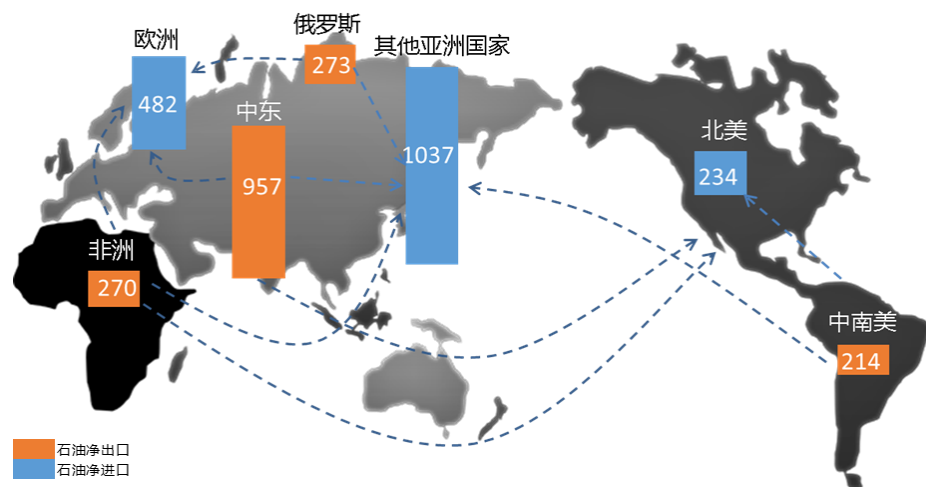 俄罗斯
273
欧洲
482
其他亚洲国家
1037
中东
957
北美
234
非洲
270
中南美
214
石油净出口
石油净进口